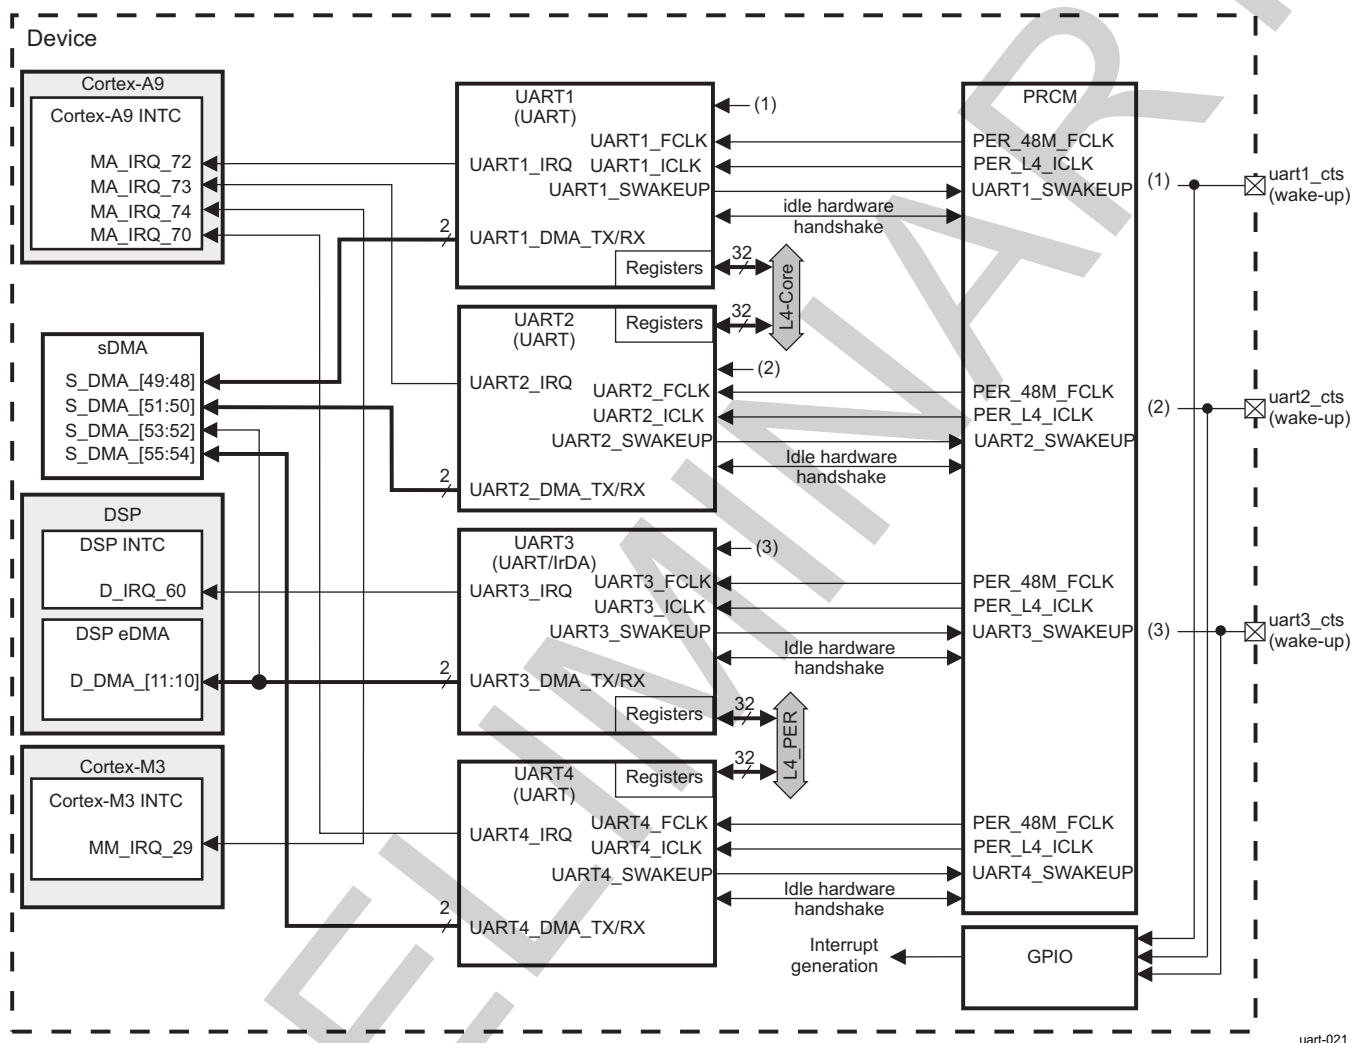 Device
Cortex-A9
Cortex-A9 INTC
MA_IRQ_72
MA_IRQ_73
MA_IRQ_74
MA_IRQ_70
sDMA
S_DMA_[49:48]
S_DMA_[51:50]
S_DMA_[53:52]
S_DMA_[55:54]
DSP
DSP INTC
D_IRQ_60
DSP eDMA
D_DMA_[11:10]
Cortex-M3
Cortex-M3 INTC
MM_IRQ_29
UART1
(UART)
(1)
UART1_FCLK
UART1_IRQ UART1_ICLK
UART1_SWAKEUP
idle hardware
handshake
2
UART1_DMA_TX/RX
Registers
32
L4-Core
UART2
(UART)
Registers
32
(2)
UART2_IRQ
UART2_FCLK
UART2_ICLK
UART2_SWAKEUP
Idle hardware
handshake
2
UART2_DMA_TX/RX
UART3
(UART/IrDA)
(3)
UART3_IRQ
UART3_FCLK
UART3_ICLK
UART3_SWAKEUP
Idle hardware
handshake
2
UART3_DMA_TX/RX
Registers
32
L4_PER
UART4
(UART)
Registers
32
UART4_IRQ
UART4_FCLK
UART4_ICLK
UART4_SWAKEUP
Idle hardware
handshake
2
UART4_DMA_TX/RX
PRCM
PER_48M_FCLK
PER_L4_ICLK
UART1_SWAKEUP
(1)
PER_48M_FCLK
PER_L4_ICLK
UART2_SWAKEUP
(2)
PER_48M_FCLK
PER_L4_ICLK
UART3_SWAKEUP
(3)
PER_48M_FCLK
PER_L4_ICLK
UART4_SWAKEUP
Interrupt
generation
GPIO
uart1_cts
(wake-up)
uart2_cts
(wake-up)
uart3_cts
(wake-up)
uart-021
ELIMINAR